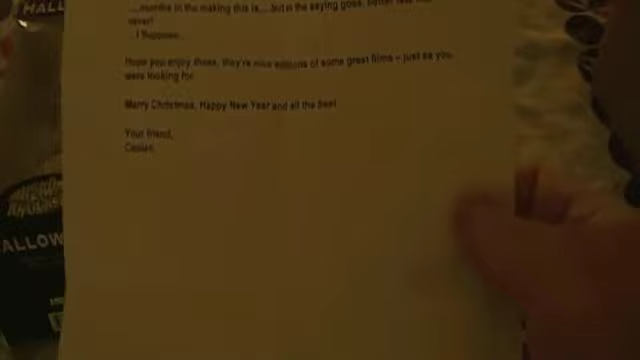 HALL
...months in the making this is....but as the saying goes, better late than
never!
...I Suppose...
Hope you enjoy these, they're nice editions of some great films – just as you
were looking for.
Merry Christmas, Happy New Year and all the best
Your friend,
ALLOW